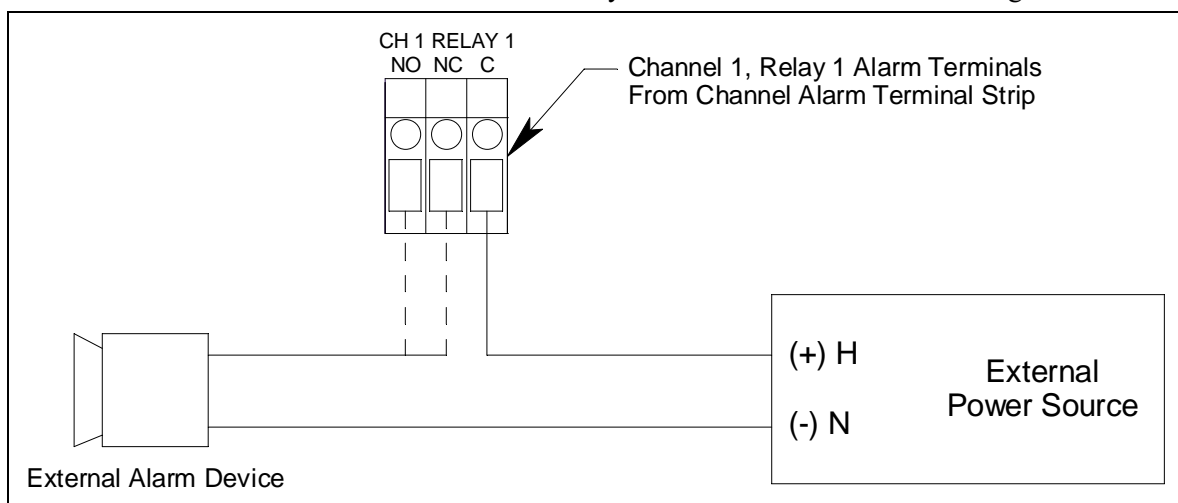 CH 1 RELAY 1
NO NC C
Channel 1, Relay 1 Alarm Terminals
From Channel Alarm Terminal Strip
(+) H
External
Power Source
(-) N
External Alarm Device